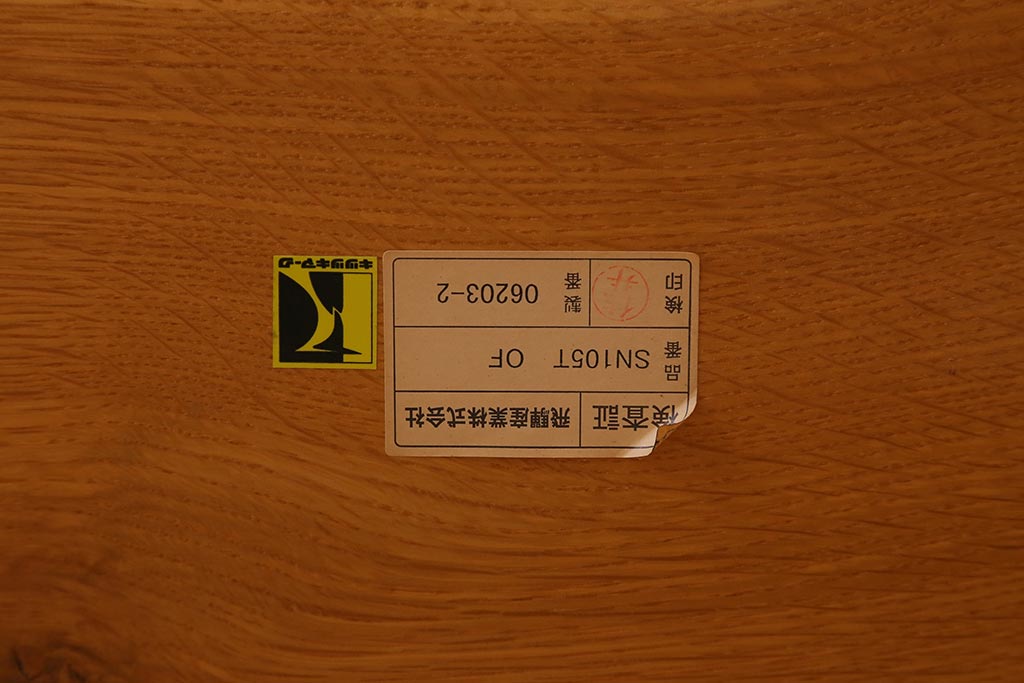 検査証 飛騨産業株式会社
品番 SN105T OF
検印 製番 06203-2
キツツキマーク